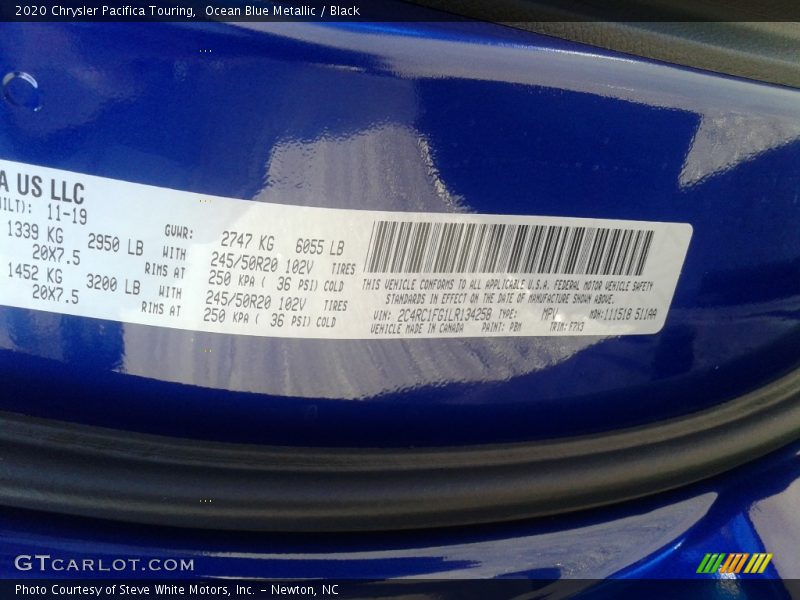 2020 Chrysler Pacifica Touring,  Ocean Blue Metallic / Black
A US LLC
UILT): 11-19
1339 KG 2950 LB WITH
20X7.5 RIMS AT
1452 KG 3200 LB WITH
20X7.5 RIMS AT
GVWR: 2747 KG 6055 LB
245/50R20 102V TIRES
250 KPA ( 36 PSI) COLD
245/50R20 102V TIRES
250 KPA ( 36 PSI) COLD
THIS VEHICLE CONFORMS TO ALL APPLICABLE U.S.A. FEDERAL MOTOR VEHICLE SAFETY
STANDARDS IN EFFECT ON THE DATE OF MANUFACTURE SHOWN ABOVE.
VIN: 2C4RC1FG1LR134258 TYPE: MPV MDH:111518 511AA
VEHICLE MADE IN CANADA PAINT: PBM TRIM: F7X3
GTCARLOT.COM
Photo Courtesy of Steve White Motors, Inc. – Newton, NC